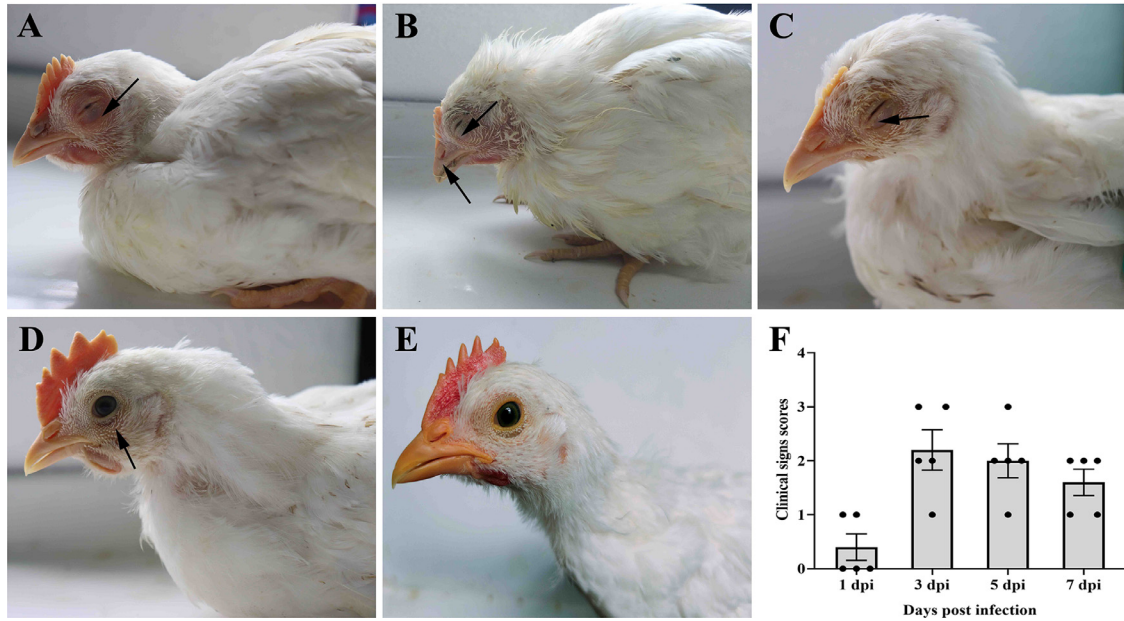 A
B
C
D
E
F
4
3
2
1
0
Clinical signs scores
1 dpi 3 dpi 5 dpi 7 dpi
Days post infection